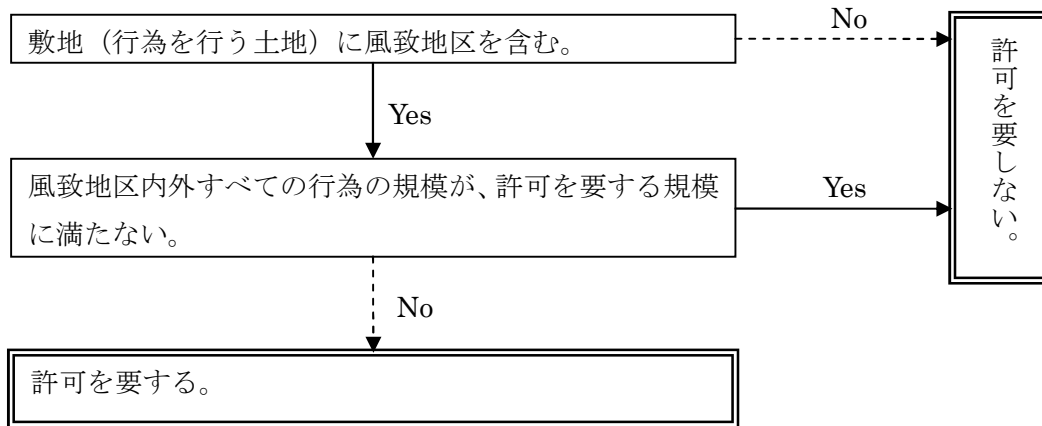 敷地（行為を行う土地）に風致地区を含む。
No
許可を要しない。
Yes
風致地区内外すべての行為の規模が、許可を要する規模
に満たない。
Yes
No
許可を要する。